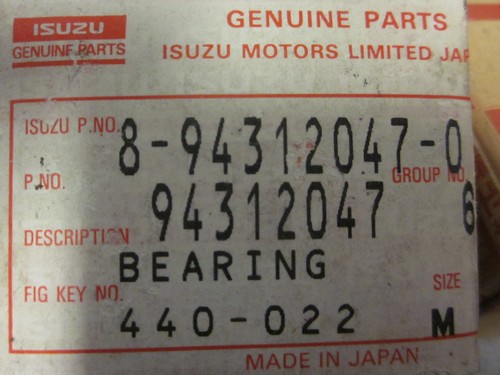 ISUZU
GENUINE PARTS
GENUINE PARTS
ISUZU MOTORS LIMITED
ISUZU P.NO. 8-94312047-0
P.NO. 94312047
GROUP NO. 6
DESCRIPTION
BEARING
FIG KEY NO. 440-022
SIZE M
MADE IN JAPAN